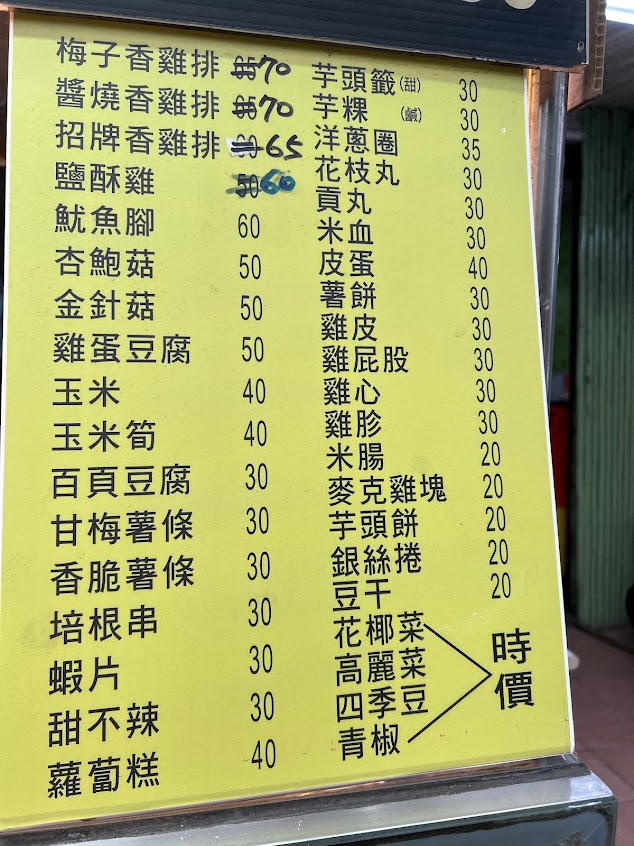 梅子香雞排 70
醬燒香雞排 70
招牌香雞排 65
鹽酥雞 60
魷魚腳 60
杏鮑菇 50
金針菇 50
雞蛋豆腐 50
玉米 40
玉米筍 40
百頁豆腐 30
甘梅薯條 30
香脆薯條 30
培根串 30
蝦片 30
甜不辣 30
蘿蔔糕 40
芋頭籤(甜) 30
芋粿(鹹) 30
洋蔥圈 35
花枝丸 30
貢丸 30
米血 30
皮蛋 40
薯餅 30
雞皮 30
雞屁股 30
雞心 30
雞胗 30
米腸 20
麥克雞塊 20
芋頭餅 20
銀絲捲 20
豆干 20
花椰菜
高麗菜
四季豆
青椒
時價